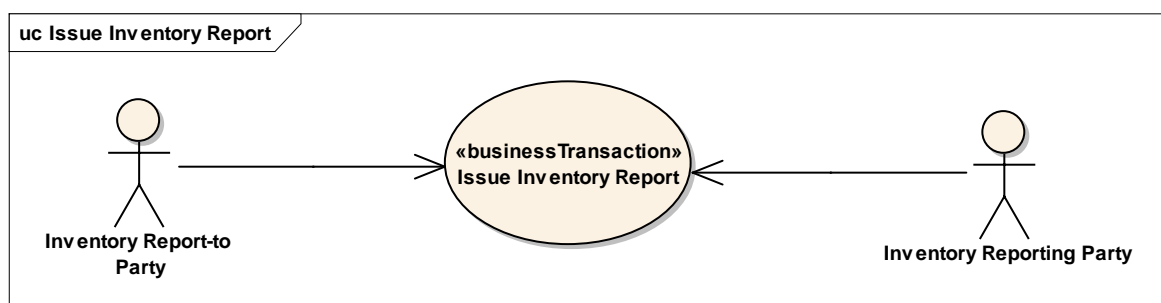 uc Issue Inventory Report
«businessTransaction»
Issue Inventory Report
Inventory Report-to
Party
Inventory Reporting Party